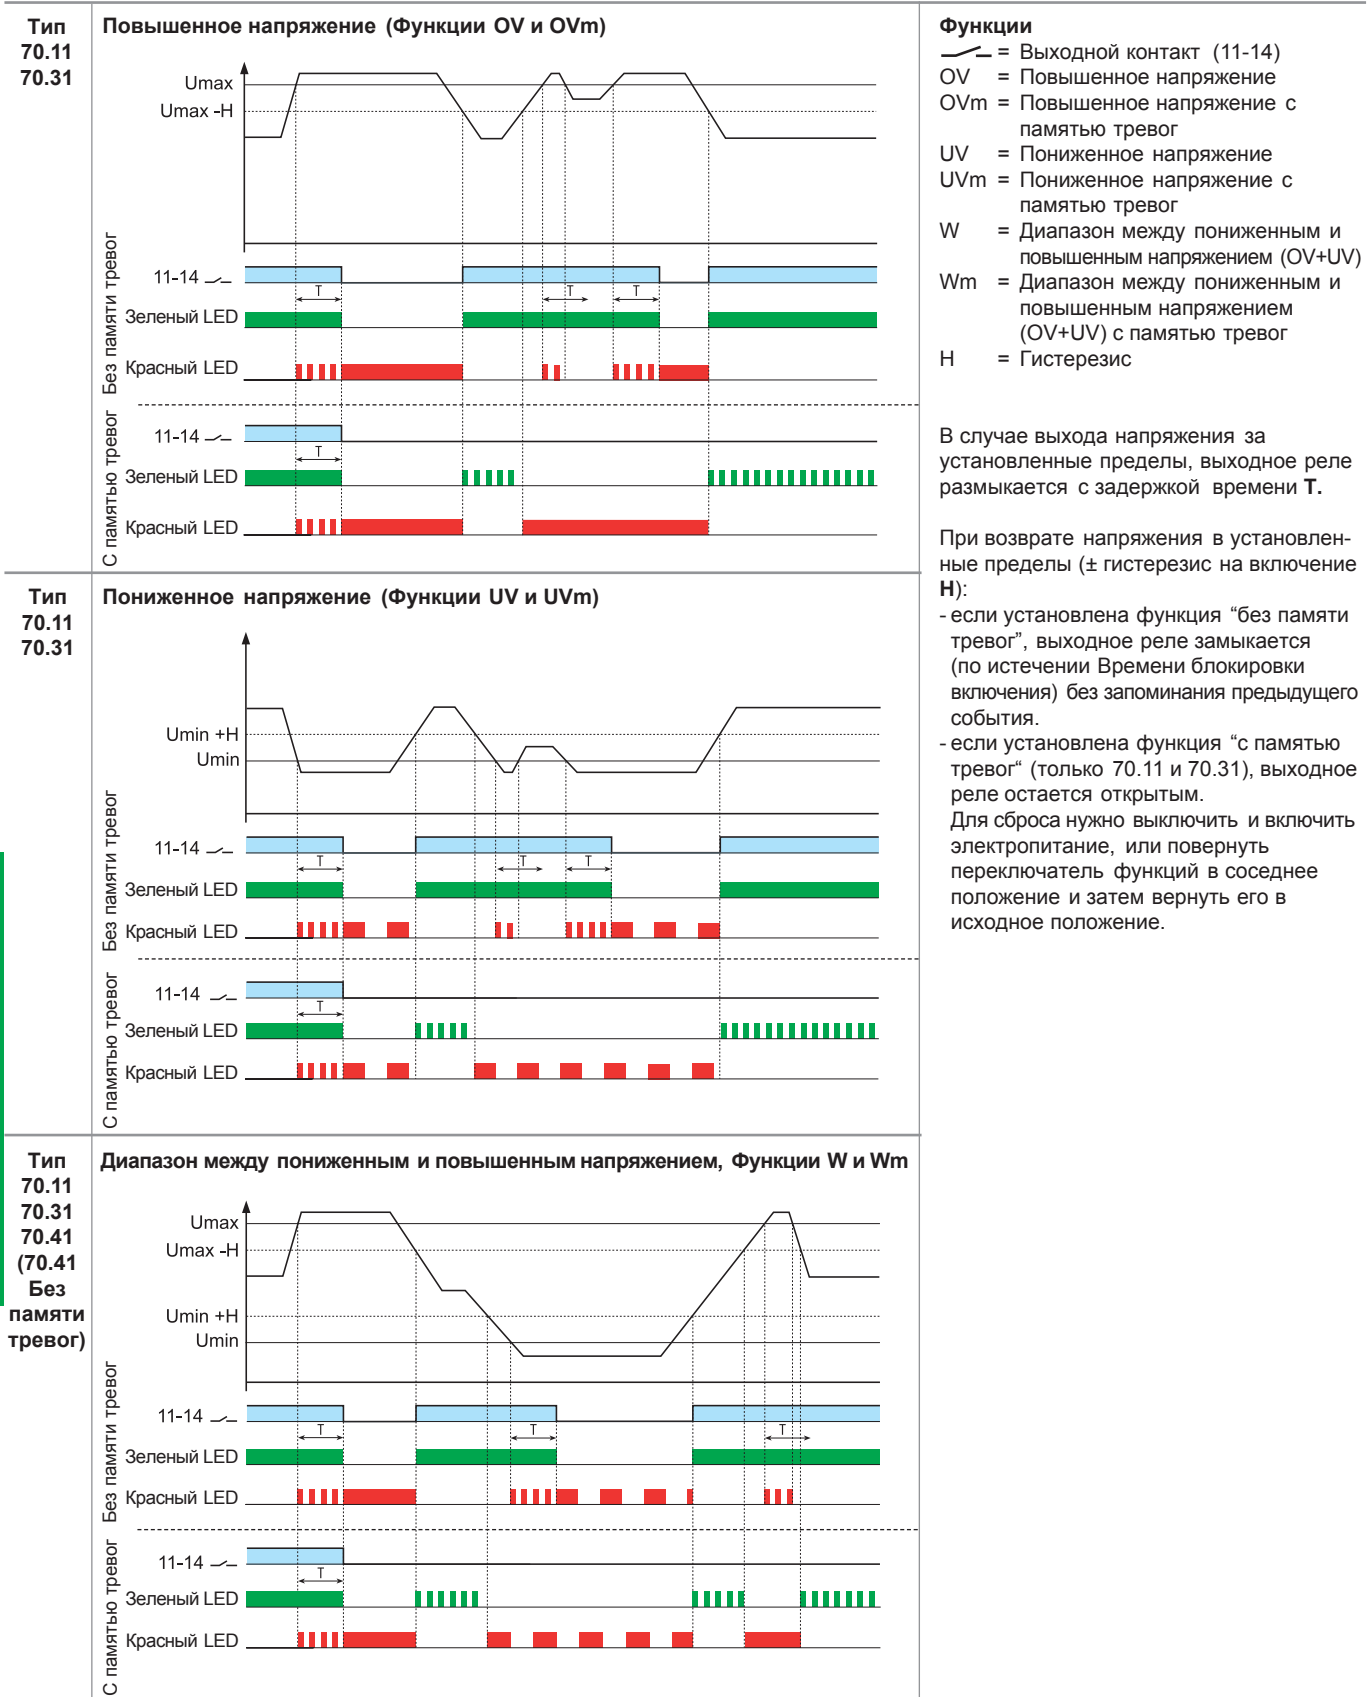 Тип
70.11
70.31
Повышенное напряжение (Функции OV и OVm)
Umax
Umax -H
Без памяти тревог
11-14
T
T
T
Зеленый LED
Красный LED
С памятью тревог
11-14
T
Зеленый LED
Красный LED
Тип
70.11
70.31
Пониженное напряжение (Функции UV и UVm)
Umin +H
Umin
Без памяти тревог
11-14
T
T
T
Зеленый LED
Красный LED
С памятью тревог
11-14
T
Зеленый LED
Красный LED
Тип
70.11
70.31
70.41
(70.41
Без
памяти
тревог)
Диапазон между пониженным и повышенным напряжением, Функции W и Wm
Umax
Umax -H
Umin +H
Umin
Без памяти тревог
11-14
T
T
T
Зеленый LED
Красный LED
С памятью тревог
11-14
T
Зеленый LED
Красный LED
Функции
= Выходной контакт (11-14)
OV = Повышенное напряжение
OVm = Повышенное напряжение с
памятью тревог
UV = Пониженное напряжение
UVm = Пониженное напряжение с
памятью тревог
W = Диапазон между пониженным и
повышенным напряжением (OV+UV)
Wm = Диапазон между пониженным и
повышенным напряжением
(OV+UV) с памятью тревог
H = Гистерезис
В случае выхода напряжения за
установленные пределы, выходное реле
размыкается с задержкой времени T.
При возврате напряжения в установлен-
ные пределы (± гистерезис на включение
H):
- если установлена функция “без памяти
тревог”, выходное реле замыкается
(по истечении Времени блокировки
включения) без запоминания предыдущего
события.
- если установлена функция “с памятью
тревог“ (только 70.11 и 70.31), выходное
реле остается открытым.
Для сброса нужно выключить и включить
электропитание, или повернуть
переключатель функций в соседнее
положение и затем вернуть его в
исходное положение.